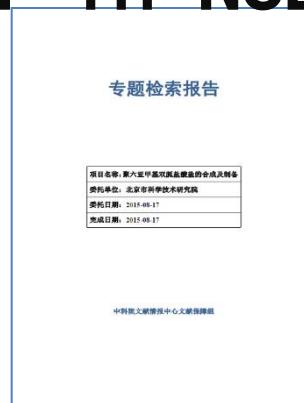 专题检索报告
项目名称：聚六亚甲基双胍盐酸盐的合成及制备
委托单位：北京市科学技术研究院
委托日期：2015-08-17
完成日期：2015-08-17
中科院文献情报中心文献保障组